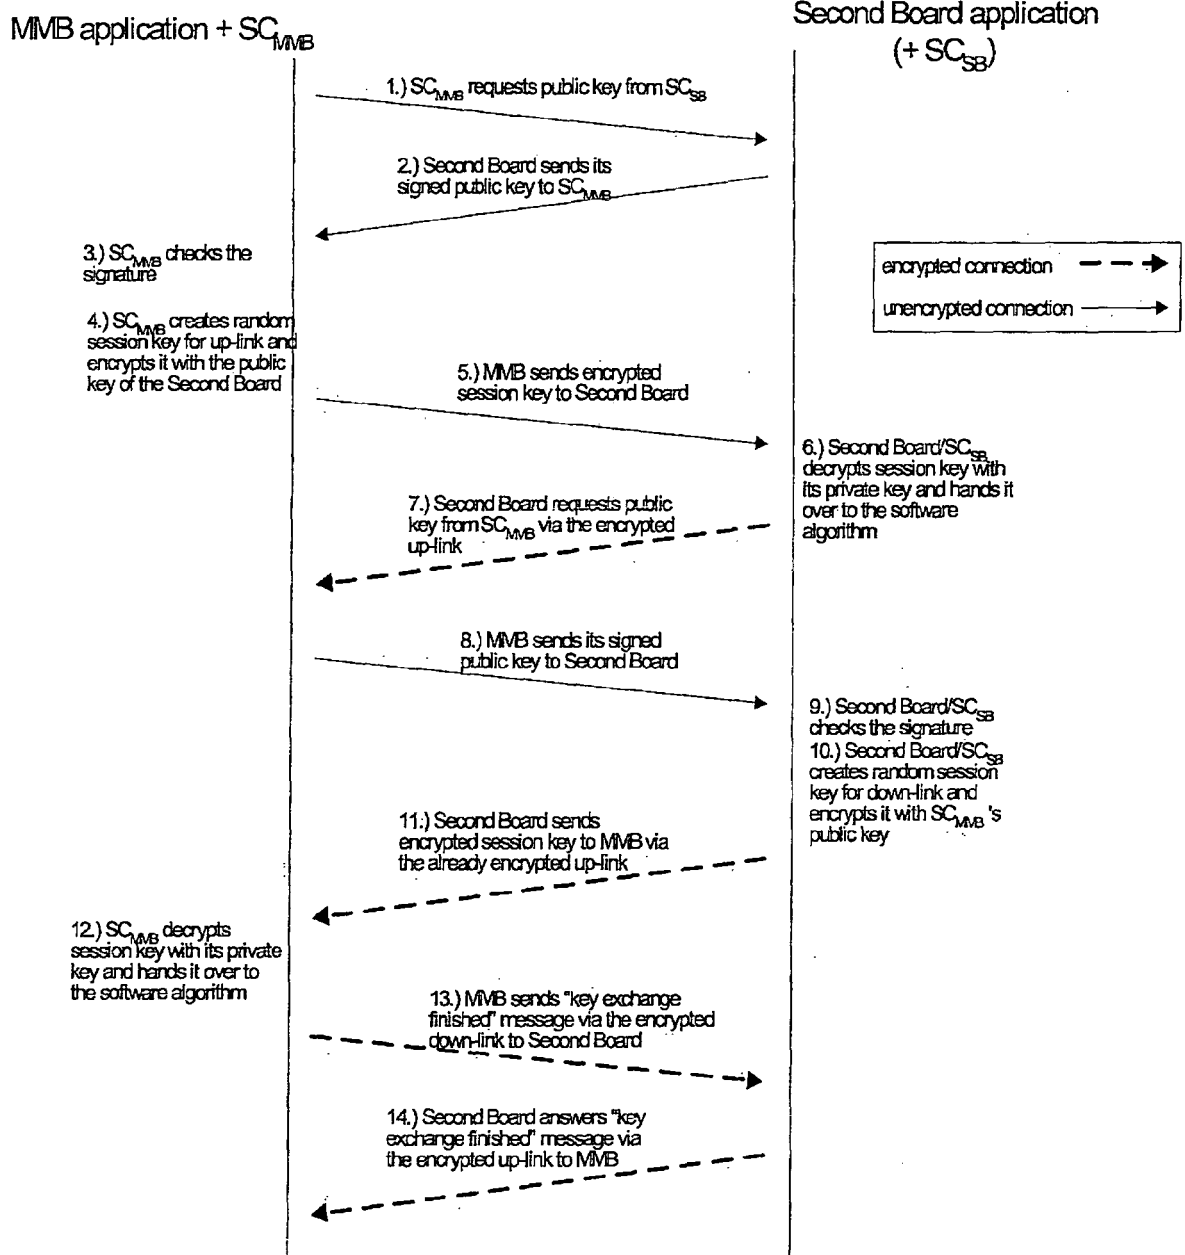 MMB application + SC_MMB
Second Board application
(+ SC_SB)
1.) SC_MMB requests public key from SC_SB
2.) Second Board sends its
signed public key to SC_MMB
3.) SC_MMB checks the
signature
encrypted connection
unencrypted connection
4.) SC_MMB creates random
session key for up-link and
encrypts it with the public
key of the Second Board
5.) MMB sends encrypted
session key to Second Board
6.) Second Board/SC_SB
decrypts session key with
its private key and hands it
over to the software
algorithm
7.) Second Board requests public
key from SC_MMB via the encrypted
up-link
8.) MMB sends its signed
public key to Second Board
9.) Second Board/SC_SB
checks the signature
10.) Second Board/SC_SB
creates random session
key for down-link and
encrypts it with SC_MMB 's
public key
11.) Second Board sends
encrypted session key to MMB via
the already encrypted up-link
12.) SC_MMB decrypts
session key with its private
key and hands it over to
the software algorithm
13.) MMB sends "key exchange
finished" message via the encrypted
down-link to Second Board
14.) Second Board answers "key
exchange finished" message via
the encrypted up-link to MMB